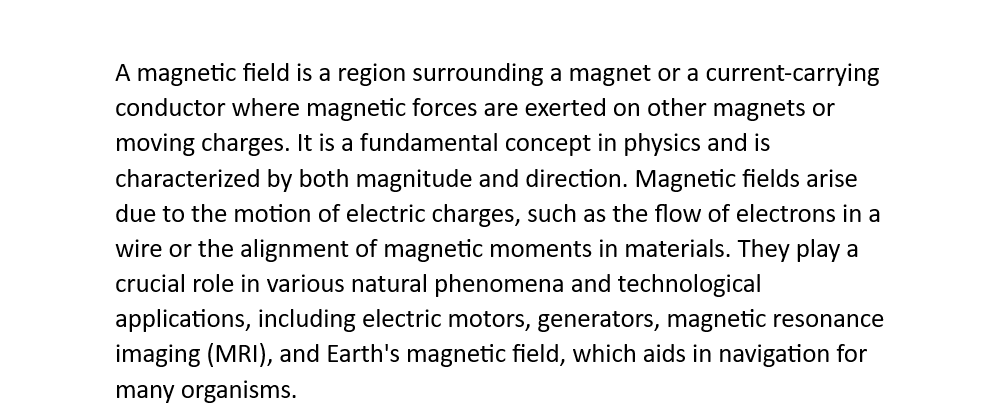 A magnetic field is a region surrounding a magnet or a current-carrying
conductor where magnetic forces are exerted on other magnets or
moving charges. It is a fundamental concept in physics and is
characterized by both magnitude and direction. Magnetic fields arise
due to the motion of electric charges, such as the flow of electrons in a
wire or the alignment of magnetic moments in materials. They play a
crucial role in various natural phenomena and technological
applications, including electric motors, generators, magnetic resonance
imaging (MRI), and Earth's magnetic field, which aids in navigation for
many organisms.